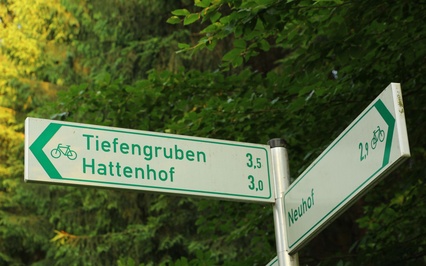 Tiefengruben 3,5
Hattenhof 3,0
Neuhof 2,9